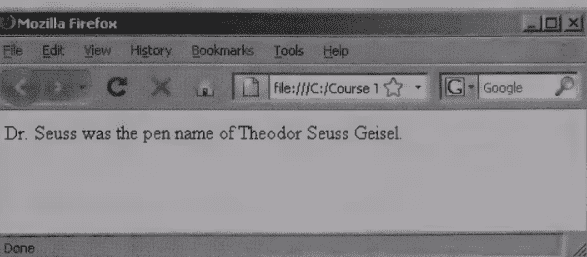 Mozilla Firefox
File Edit View History Bookmarks Tools Help
file:///C:/Course 1 G Google
Dr. Seuss was the pen name of Theodor Seuss Geisel.
Done